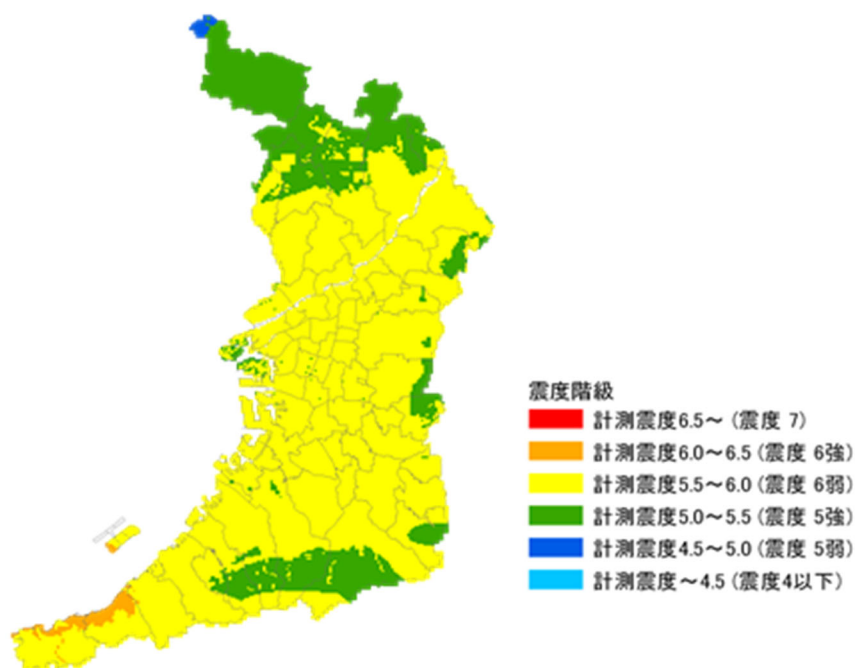 震度階級
計測震度6.5～ (震度 7)
計測震度6.0～6.5 (震度 6強)
計測震度5.5～6.0 (震度 6弱)
計測震度5.0～5.5 (震度 5強)
計測震度4.5～5.0 (震度 5弱)
計測震度～4.5 (震度4以下)